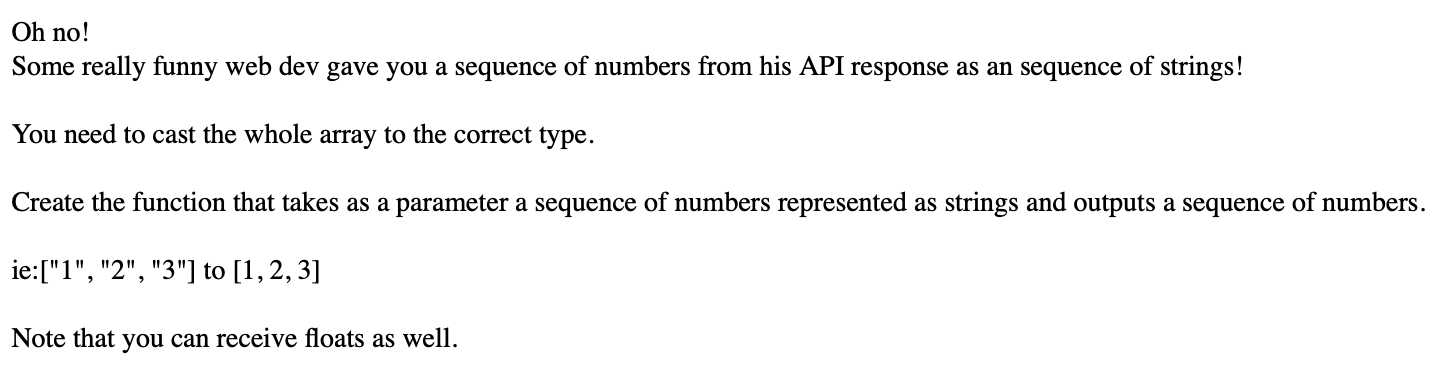 Oh no!
Some really funny web dev gave you a sequence of numbers from his API response as an sequence of strings!
You need to cast the whole array to the correct type.
Create the function that takes as a parameter a sequence of numbers represented as strings and outputs a sequence of numbers.
ie:["1", "2", "3"] to [1, 2, 3]
Note that you can receive floats as well.